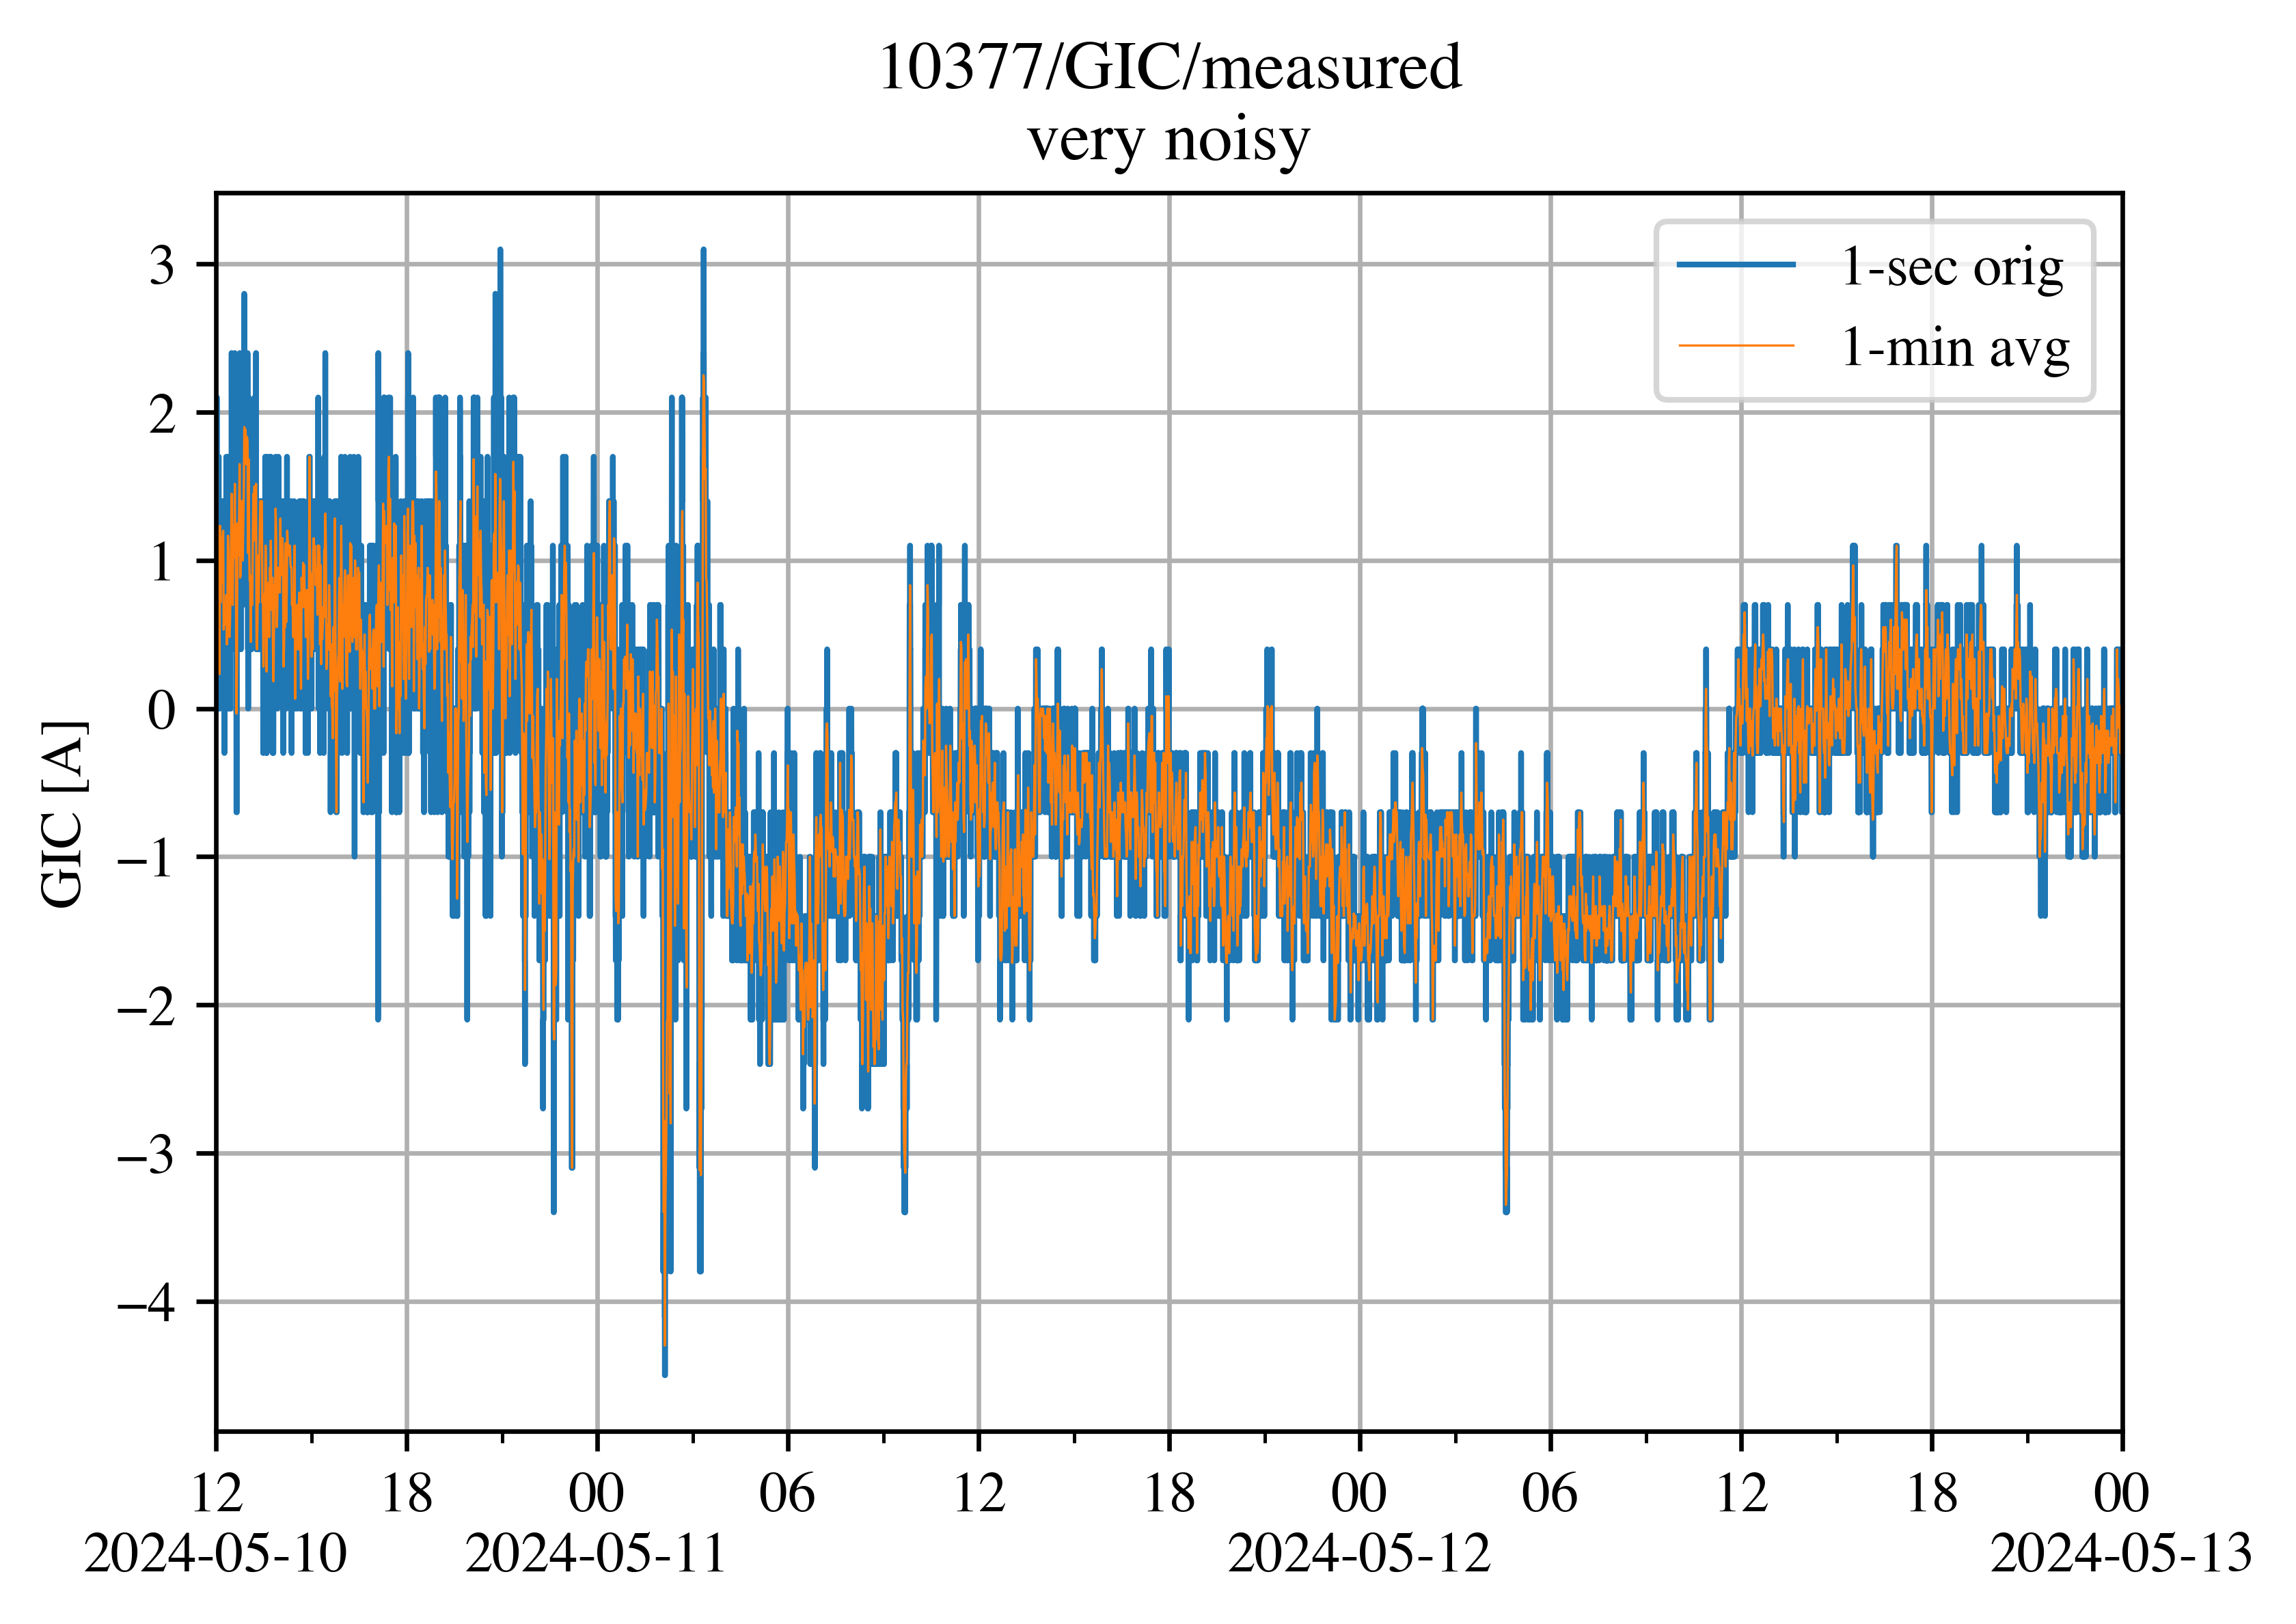 10377/GIC/measured
very noisy
1-sec orig
1-min avg
GIC [A]
3
2
1
0
−1
−2
−3
−4
12 18 00 06 12 18 00 06 12 18 00
2024-05-10 2024-05-11 2024-05-12 2024-05-13